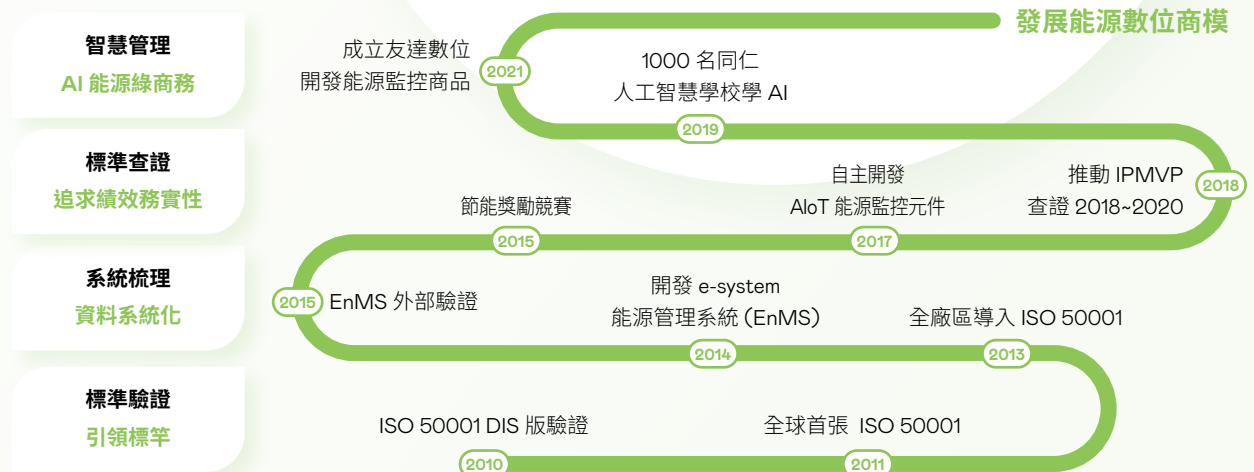 發展能源數位商模
智慧管理
AI 能源綠商務
成立友達數位
開發能源監控商品
2021
1000 名同仁
人工智慧學校學 AI
2019
標準查證
追求績效務實性
節能獎勵競賽
2015
自主開發
AIoT 能源監控元件
2017
推動 IPMVP
查證 2018~2020
2018
系統梳理
資料系統化
2015
EnMS 外部驗證
開發 e-system
能源管理系統 (EnMS)
2014
全廠區導入 ISO 50001
2013
標準驗證
引領標竿
ISO 50001 DIS 版驗證
2010
全球首張 ISO 50001
2011